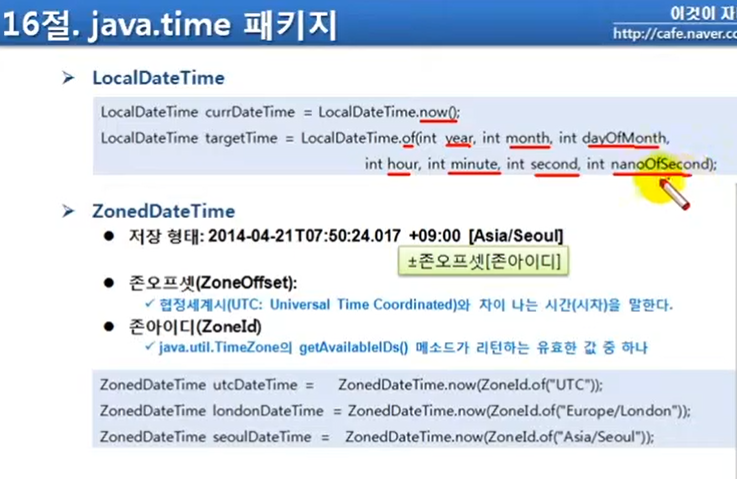 16절. java.time 패키지
이것이 자
http://cafe.naver.co
➢ LocalDateTime
LocalDateTime currDateTime = LocalDateTime.now();
LocalDateTime targetTime = LocalDateTime.of(int year, int month, int dayOfMonth,
int hour, int minute, int second, int nanoOfSecond);
➢ ZonedDateTime
● 저장 형태: 2014-04-21T07:50:24.017 +09:00 [Asia/Seoul]
±존오프셋[존아이디]
● 존오프셋(ZoneOffset):
✓협정세계시(UTC: Universal Time Coordinated)와 차이 나는 시간(시차)을 말한다.
● 존아이디(ZoneId)
✓java.util.TimeZone의 getAvailableIDs() 메소드가 리턴하는 유효한 값 중 하나
ZonedDateTime utcDateTime = ZonedDateTime.now(ZoneId.of("UTC"));
ZonedDateTime londonDateTime = ZonedDateTime.now(ZoneId.of("Europe/London"));
ZonedDateTime seoulDateTime = ZonedDateTime.now(ZoneId.of("Asia/Seoul"));